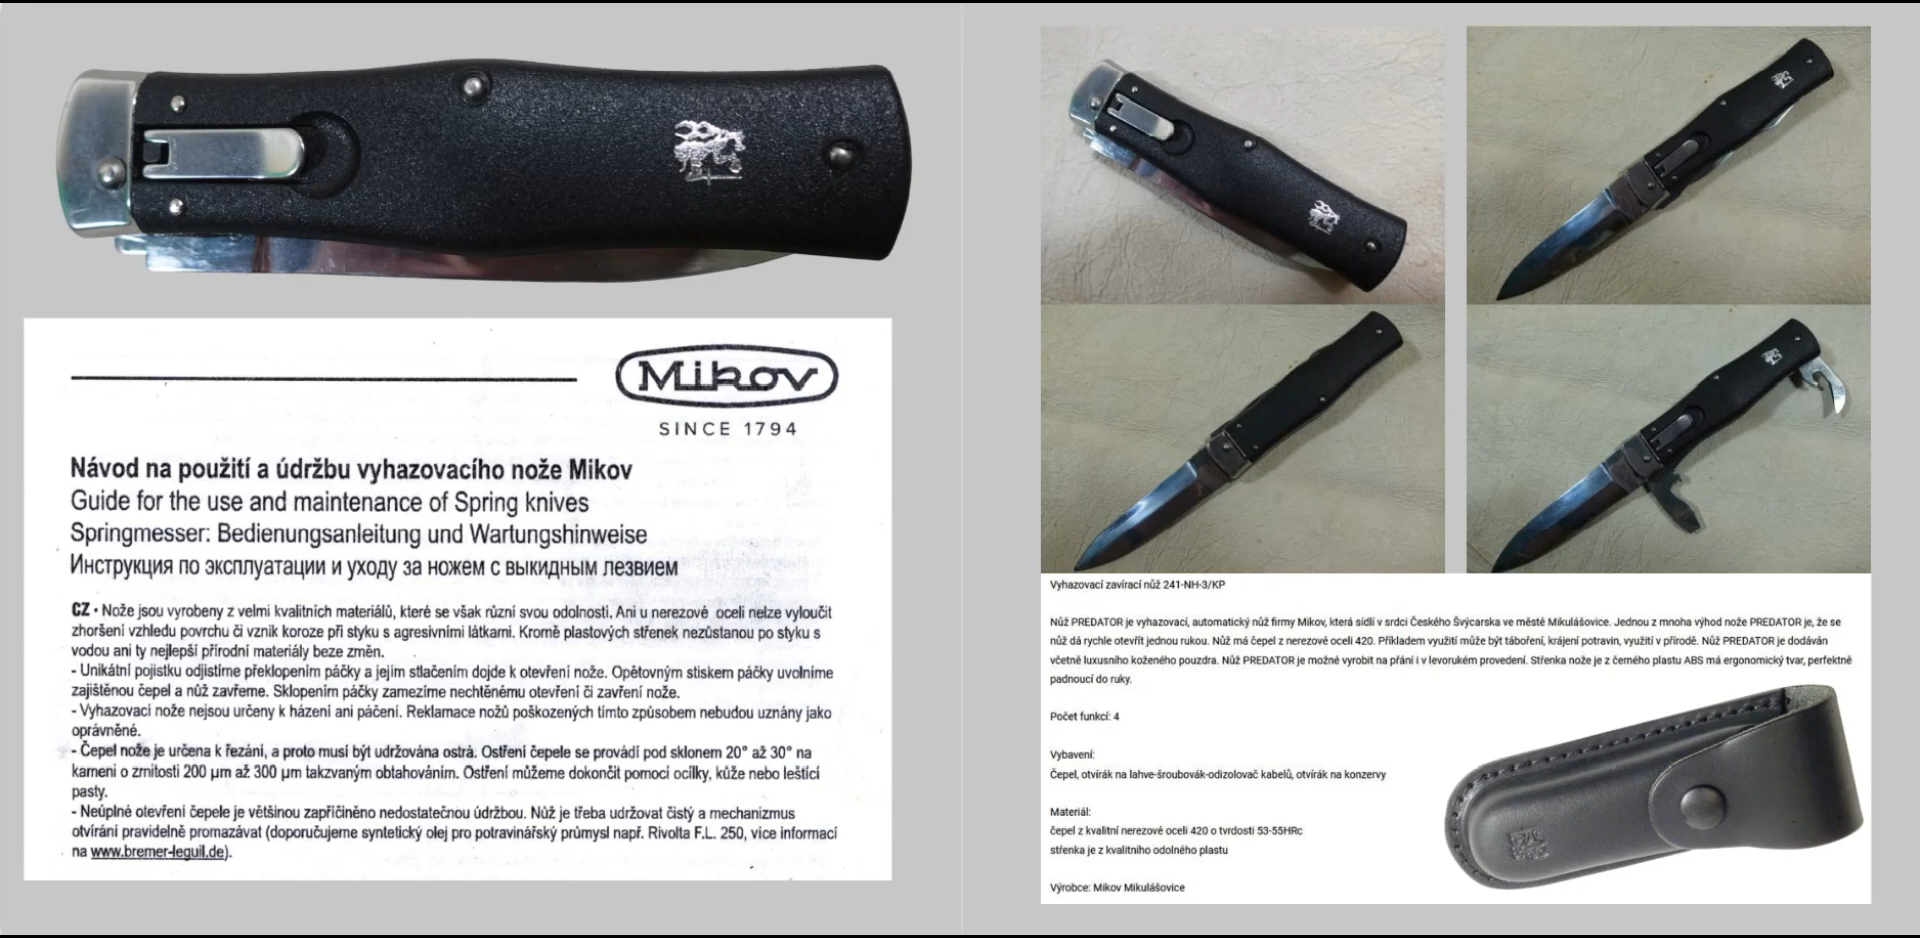 Mikov
SINCE 1794
Návod na použití a údržbu vyhazovacího nože Mikov
Guide for the use and maintenance of Spring knives
Springmesser: Bedienungsanleitung und Wartungshinweise
Инструкция по эксплуатации и уходу за ножем с выкидным лезвием
CZ • Nože jsou vyrobeny z velmi kvalitních materiálů, které se však různí svou odolností. Ani u nerezové oceli nelze vyloučit
zhoršení vzhledu povrchu či vznik koroze při styku s agresivními látkami. Kromě plastových střenek nezůstanou po styku s
vodou ani ty nejlepší přírodní materiály beze změn.
- Unikátní pojistku odjistíme překlopením páčky a jejím stlačením dojde k otevření nože. Opětovným stiskem páčky uvolníme
zajištěnou čepel a nůž zavřeme. Sklopením páčky zamezíme nechtěnému otevření či zavření nože.
- Vyhazovací nože nejsou určeny k házení ani páčení. Reklamace nožů poškozených tímto způsobem nebudou uznány jako
oprávněné.
- Čepel nože je určena k řezání, a proto musí být udržována ostrá. Ostření čepele se provádí pod sklonem 20° až 30° na
kameni o zrnitosti 200 µm až 300 µm takzvaným obtahováním. Ostření můžeme dokončit pomocí ocílky, kůže nebo leštící
pasty.
- Neúplné otevření čepele je většinou zapříčiněno nedostatečnou údržbou. Nůž je třeba udržovat čistý a mechanizmus
otvírání pravidelně promazávat (doporučujeme syntetický olej pro potravinářský průmysl např. Rivolta F.L. 250, více informací
na www.bremer-leguil.de).
Vyhazovací zavírací nůž 241-NH-3/KP
Nůž PREDATOR je vyhazovací, automatický nůž firmy Mikov, která sídlí v srdci Českého Švýcarska ve městě Mikulášovice. Jednou z mnoha výhod nože PREDATOR je, že se
nůž dá rychle otevřít jednou rukou. Nůž má čepel z nerezové oceli 420. Příkladem využití může být táboření, krájení potravin, využití v přírodě. Nůž PREDATOR je dodáván
včetně luxusního koženého pouzdra. Nůž PREDATOR je možné vyrobit na přání i v levorukém provedení. Střenka nože je z černého plastu ABS má ergonomický tvar, perfektně
padnoucí do ruky.
Počet funkcí: 4
Vybavení:
Čepel, otvírák na lahve-šroubovák-odizolovač kabelů, otvírák na konzervy
Materiál:
čepel z kvalitní nerezové oceli 420 o tvrdosti 53-55HRc
střenka je z kvalitního odolného plastu
Výrobce: Mikov Mikulášovice